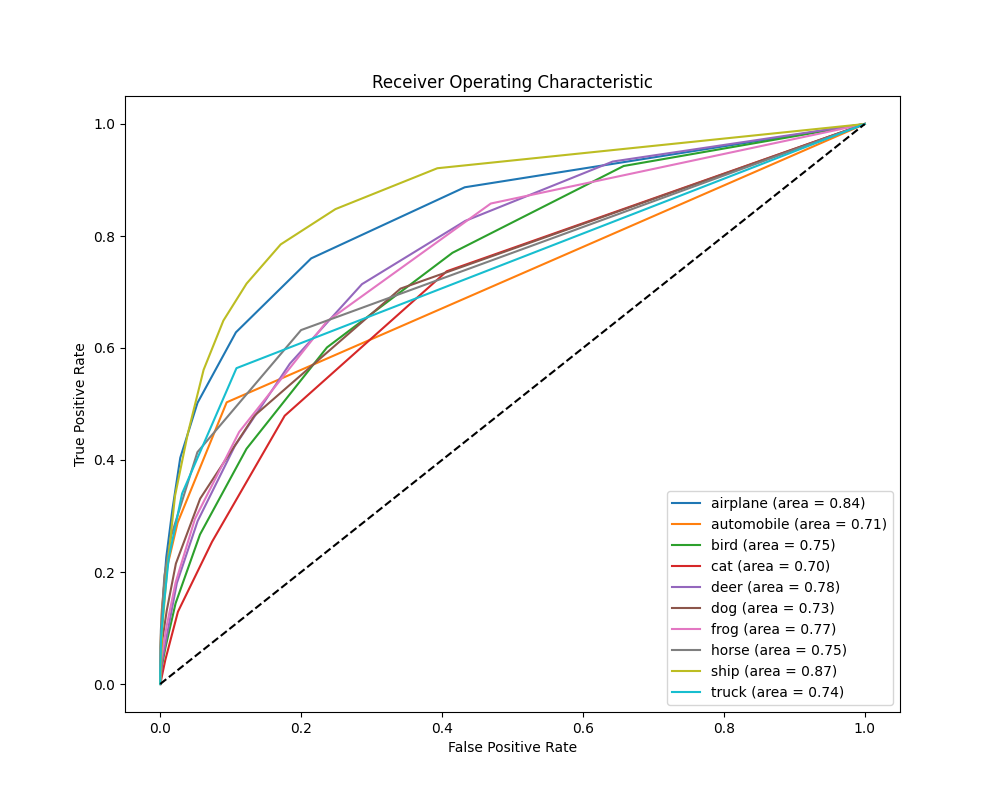 Receiver Operating Characteristic
True Positive Rate
1.0
0.8
0.6
0.4
0.2
0.0
airplane (area = 0.84)
automobile (area = 0.71)
bird (area = 0.75)
cat (area = 0.70)
deer (area = 0.78)
dog (area = 0.73)
frog (area = 0.77)
horse (area = 0.75)
ship (area = 0.87)
truck (area = 0.74)
0.0 0.2 0.4 0.6 0.8 1.0
False Positive Rate